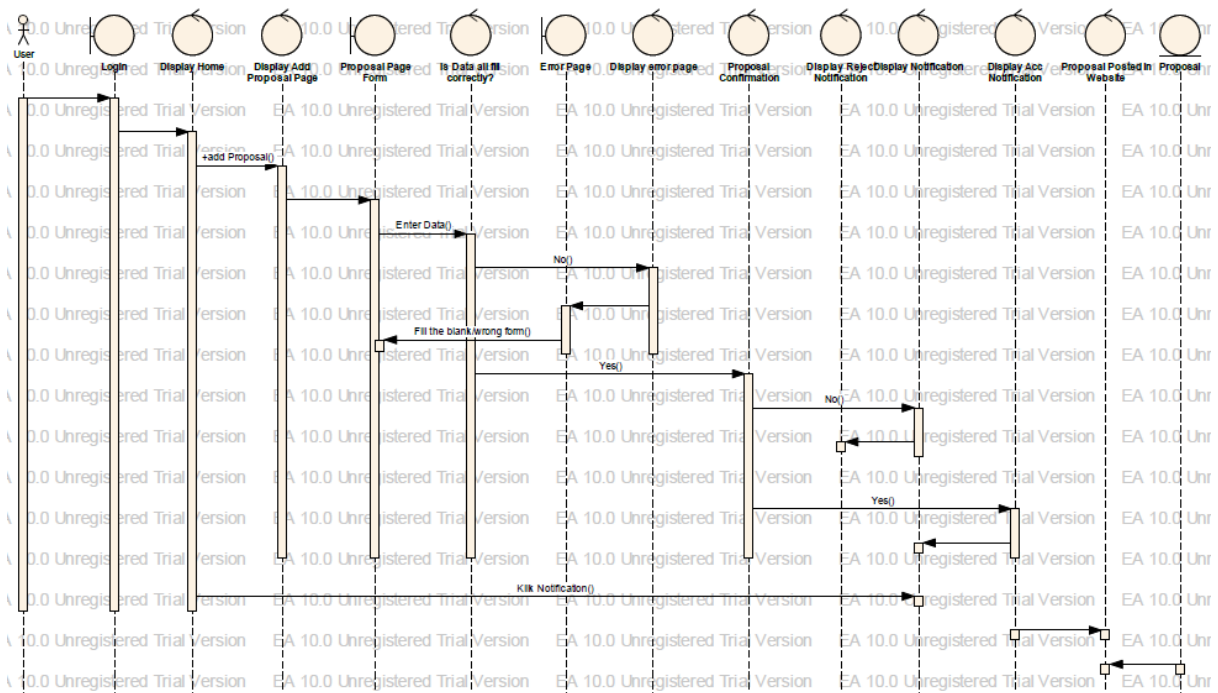 User
Login
Display Home
Display Add
Proposal Page
Proposal Page
Form
Is Data all fill
correctly?
Error Page
Display error page
Proposal
Confirmation
Display Reject
Notification
Display Notification
Display Acc
Notification
Proposal Posted in
Website
Proposal
+add Proposal()
Enter Data()
No()
Fill the blank/wrong form()
Yes()
No()
Yes()
Klik Notification()
EA 10.0 Unregistered Trial Version